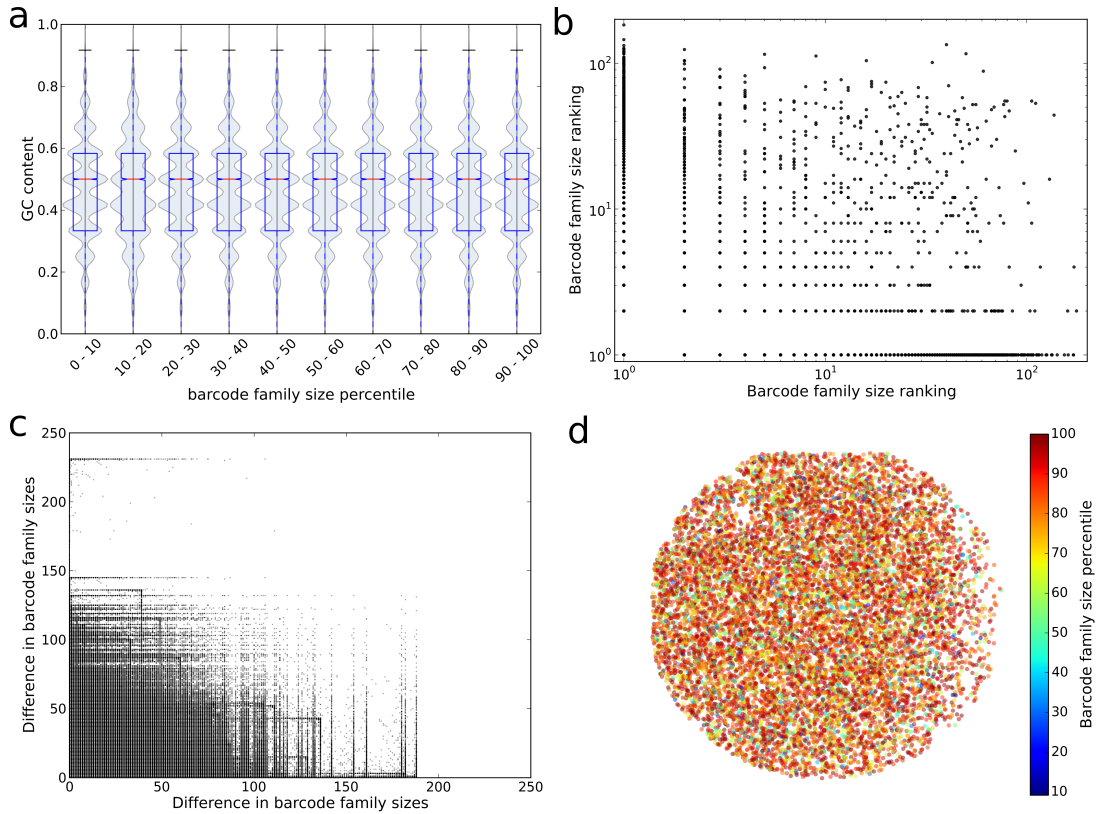 a
1.0
0.8
0.6
0.4
0.2
0.0
GC content
0 - 10
10 - 20
20 - 30
30 - 40
40 - 50
50 - 60
60 - 70
70 - 80
80 - 90
90 - 100
barcode family size percentile
b
10²
10¹
10⁰
Barcode family size ranking
10⁰
10¹
10²
Barcode family size ranking
c
250
200
150
100
50
0
Difference in barcode family sizes
0
50
100
150
200
250
Difference in barcode family sizes
d
100
90
80
70
60
50
40
30
20
10
Barcode family size percentile